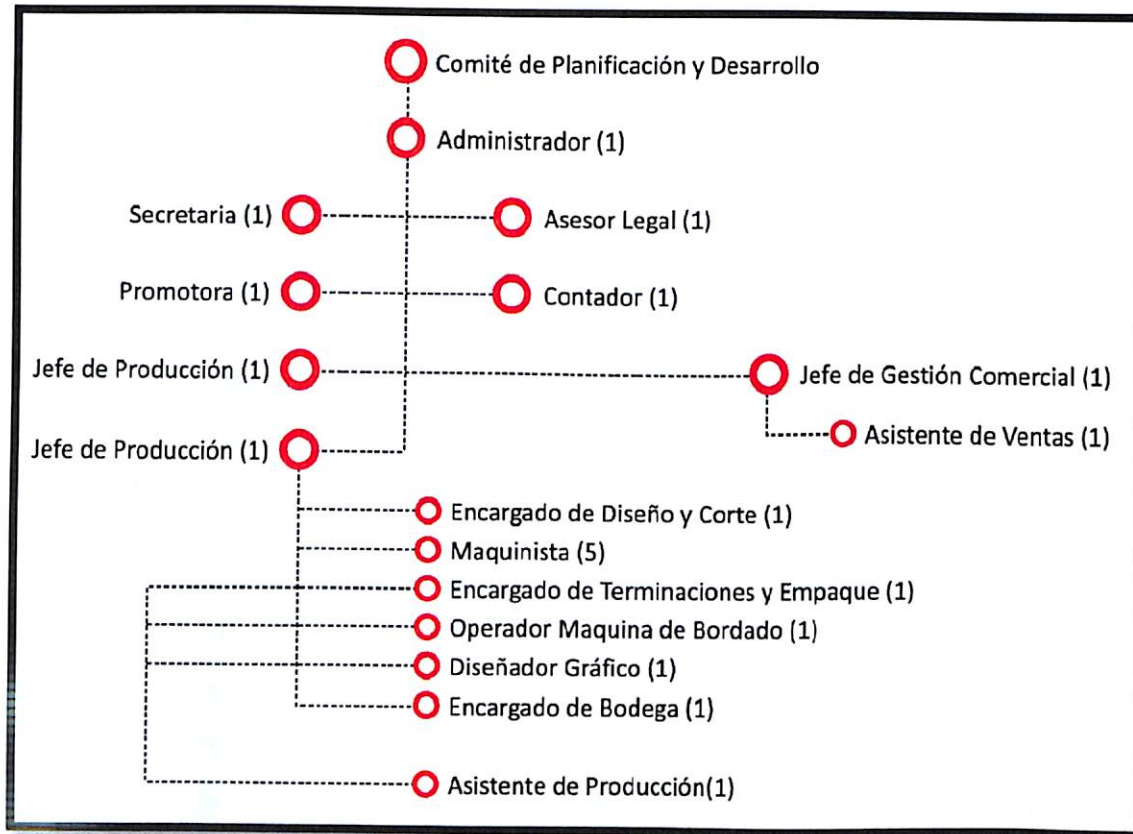 Comité de Planificación y Desarrollo
Administrador (1)
Secretaria (1)
Asesor Legal (1)
Promotora (1)
Contador (1)
Jefe de Producción (1)
Jefe de Gestión Comercial (1)
Asistente de Ventas (1)
Jefe de Producción (1)
Encargado de Diseño y Corte (1)
Maquinista (5)
Encargado de Terminaciones y Empaque (1)
Operador Maquina de Bordado (1)
Diseñador Gráfico (1)
Encargado de Bodega (1)
Asistente de Producción(1)